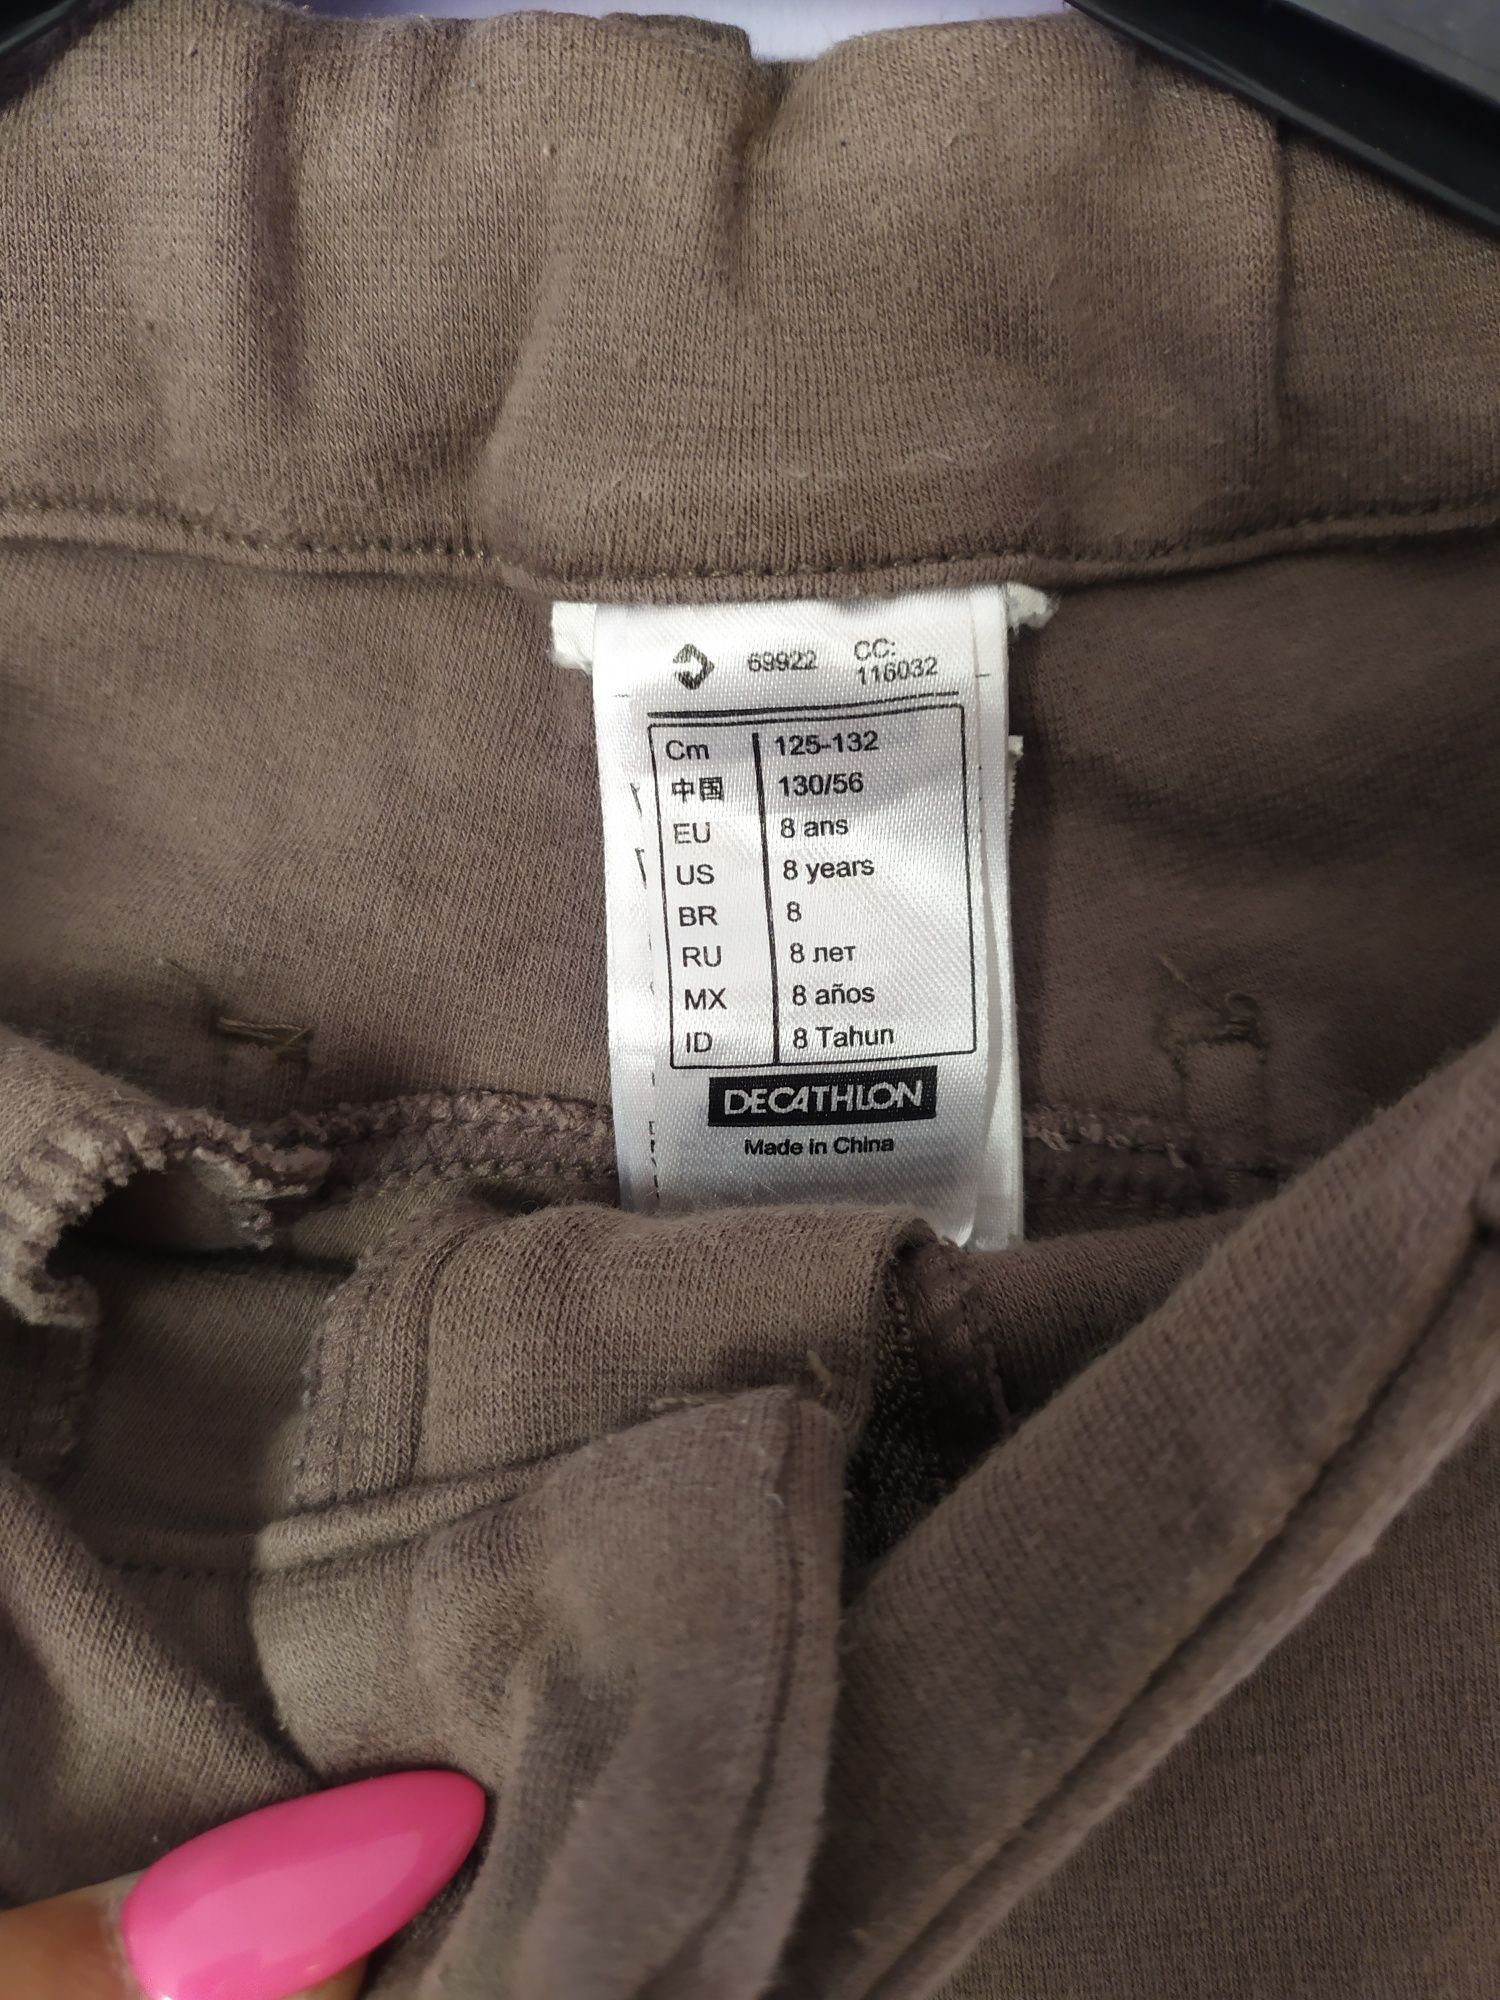 69922 CC: 116032
Cm 125-132
中国 130/56
EU 8 ans
US 8 years
BR 8
RU 8 лет
MX 8 años
ID 8 Tahun
DECATHLON
Made in China